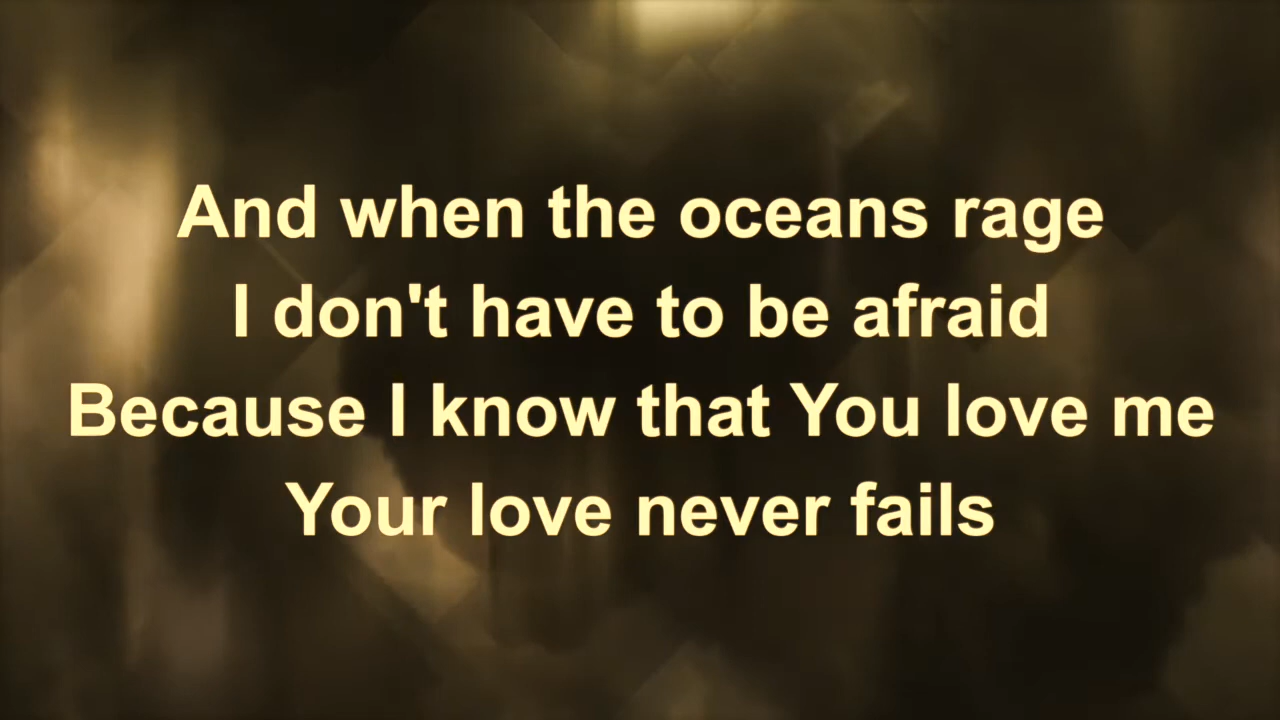 And when the oceans rage
I don't have to be afraid
Because I know that You love me
Your love never fails